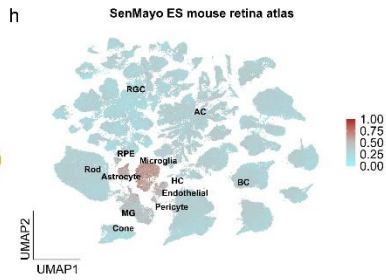 h
SenMayo ES mouse retina atlas
RGC
AC
RPE
Microglia
Rod
Astrocyte
HC
BC
Endothelial
Pericyte
MG
Cone
1.00
0.75
0.50
0.25
0.00
UMAP2
UMAP1